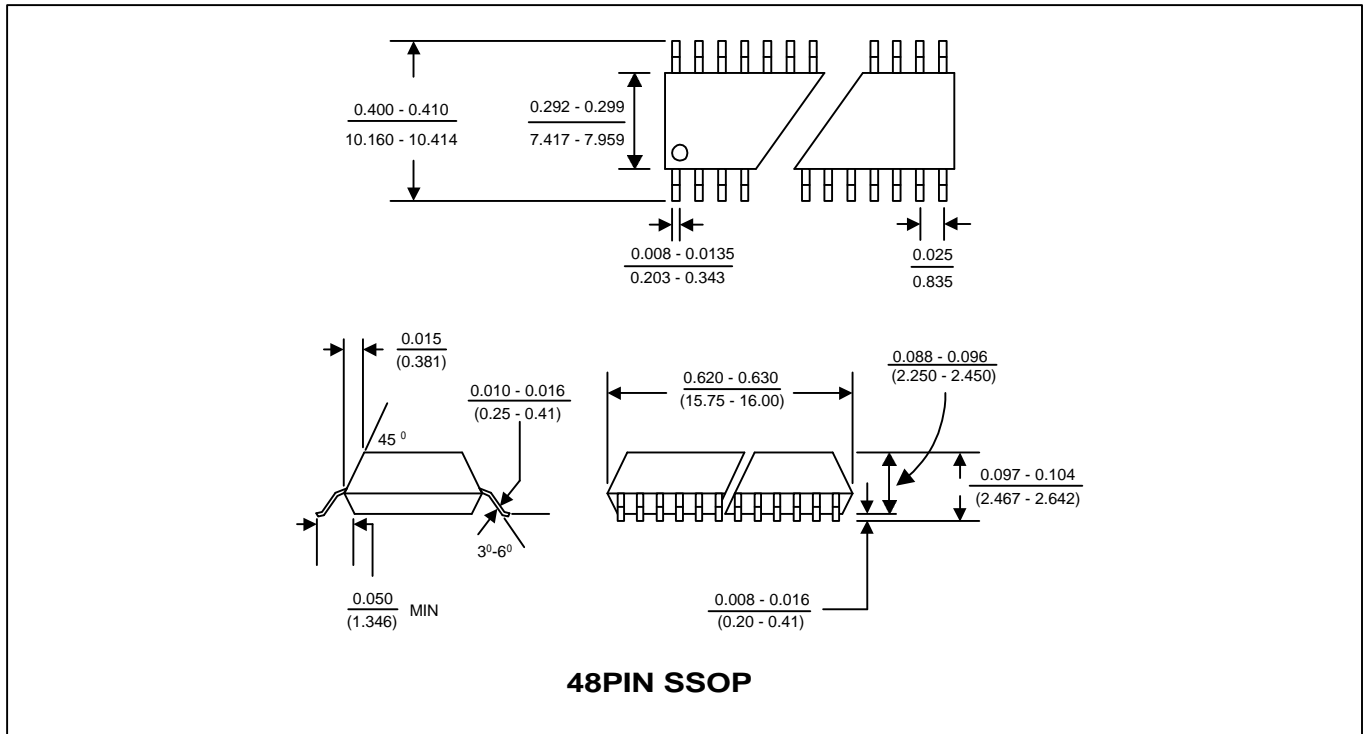 0.400 - 0.410
10.160 - 10.414
0.292 - 0.299
7.417 - 7.959
0.008 - 0.0135
0.203 - 0.343
0.025
0.835
0.015
(0.381)
0.010 - 0.016
(0.25 - 0.41)
45 ⁰
3⁰-6⁰
0.050
(1.346)
MIN
0.620 - 0.630
(15.75 - 16.00)
0.088 - 0.096
(2.250 - 2.450)
0.097 - 0.104
(2.467 - 2.642)
0.008 - 0.016
(0.20 - 0.41)
48PIN SSOP